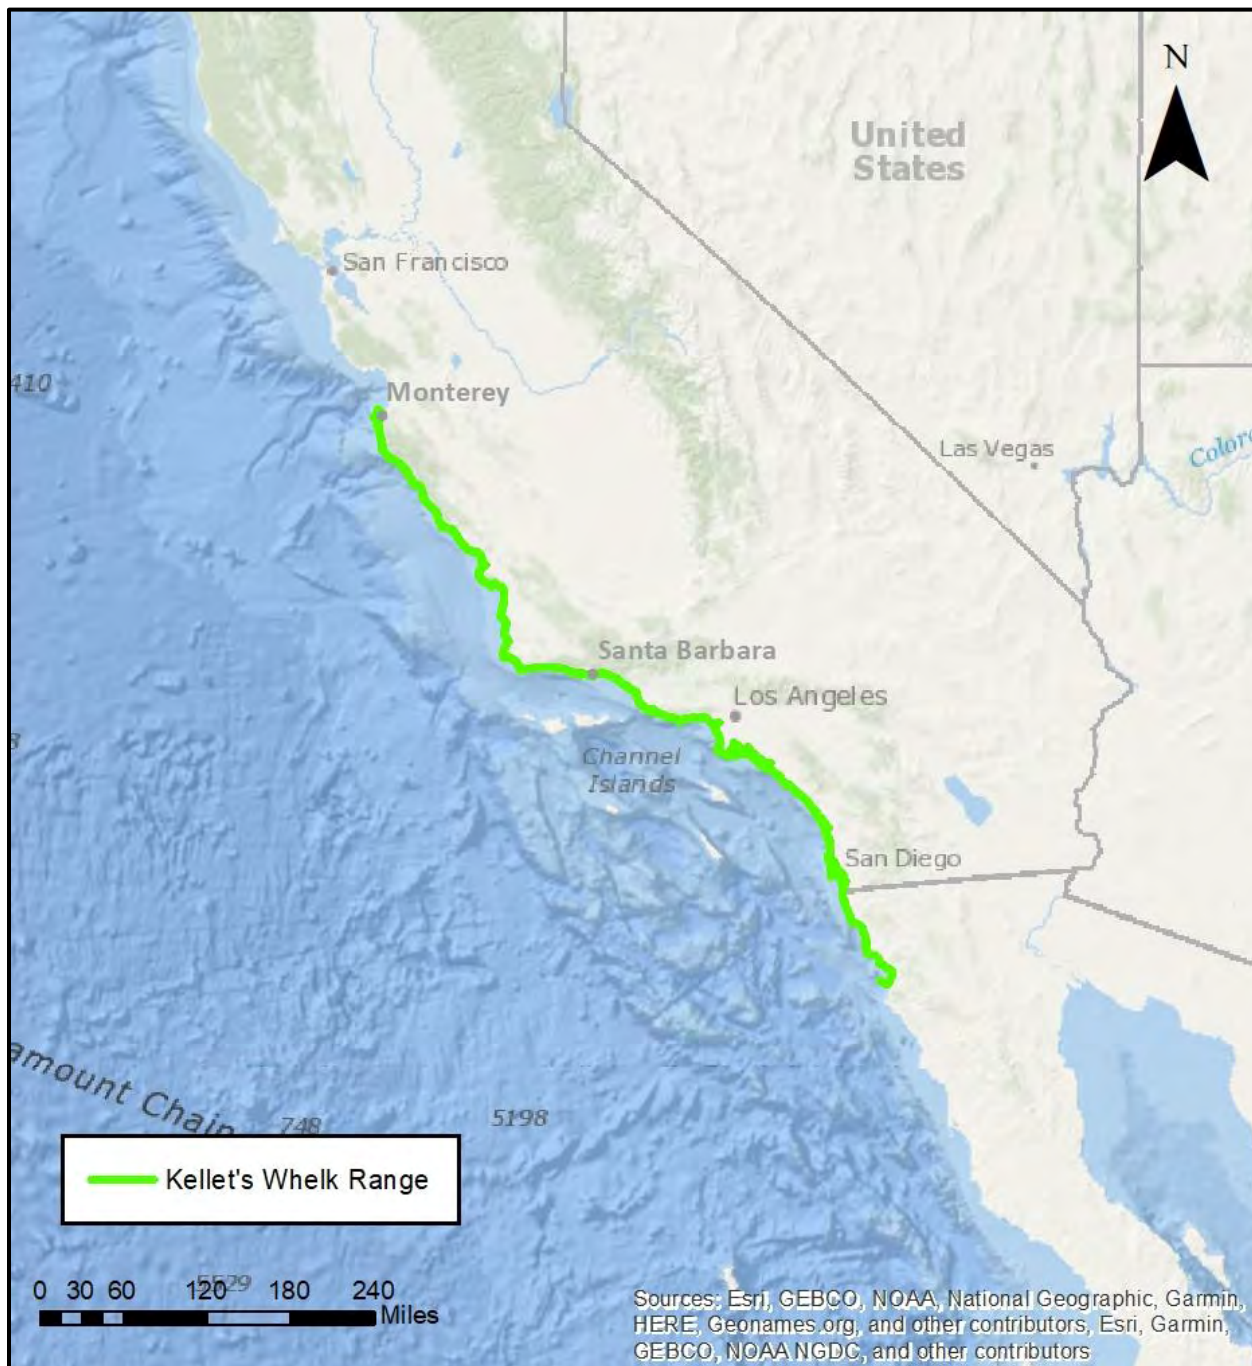 N
United
States
San Francisco
410
Monterey
Las Vegas
Colora
Santa Barbara
Los Angeles
Channel
Islands
San Diego
amount Chain
748
5198
Kellet's Whelk Range
5529
0 30 60 120 180 240
Miles
Sources: Esri, GEBCO, NOAA, National Geographic, Garmin,
HERE, Geonames.org, and other contributors, Esri, Garmin,
GEBCO, NOAA NGDC, and other contributors